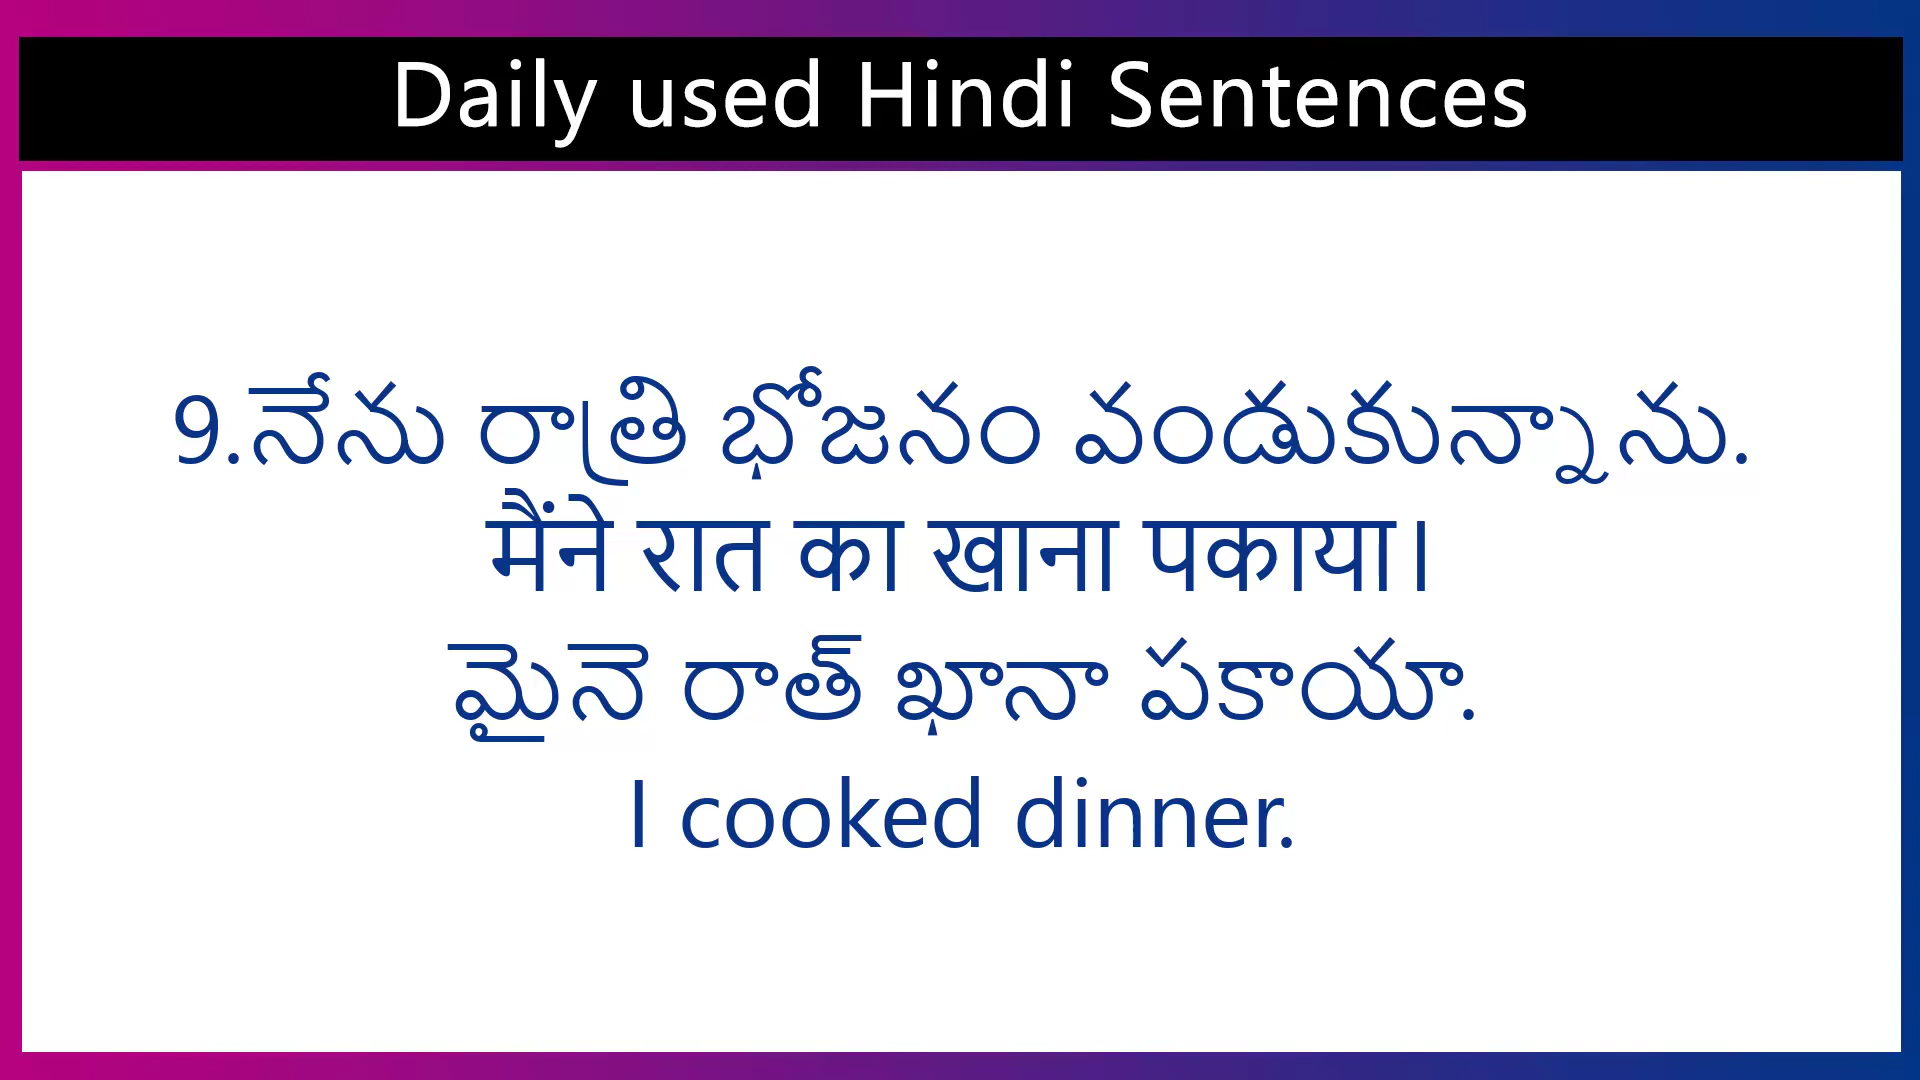 Daily used Hindi Sentences
9.నేను రాత్రి భోజనం వండుకున్నాను.
मैंने रात का खाना पकाया।
మైనె రాత్ ఖానా పకాయా.
I cooked dinner.